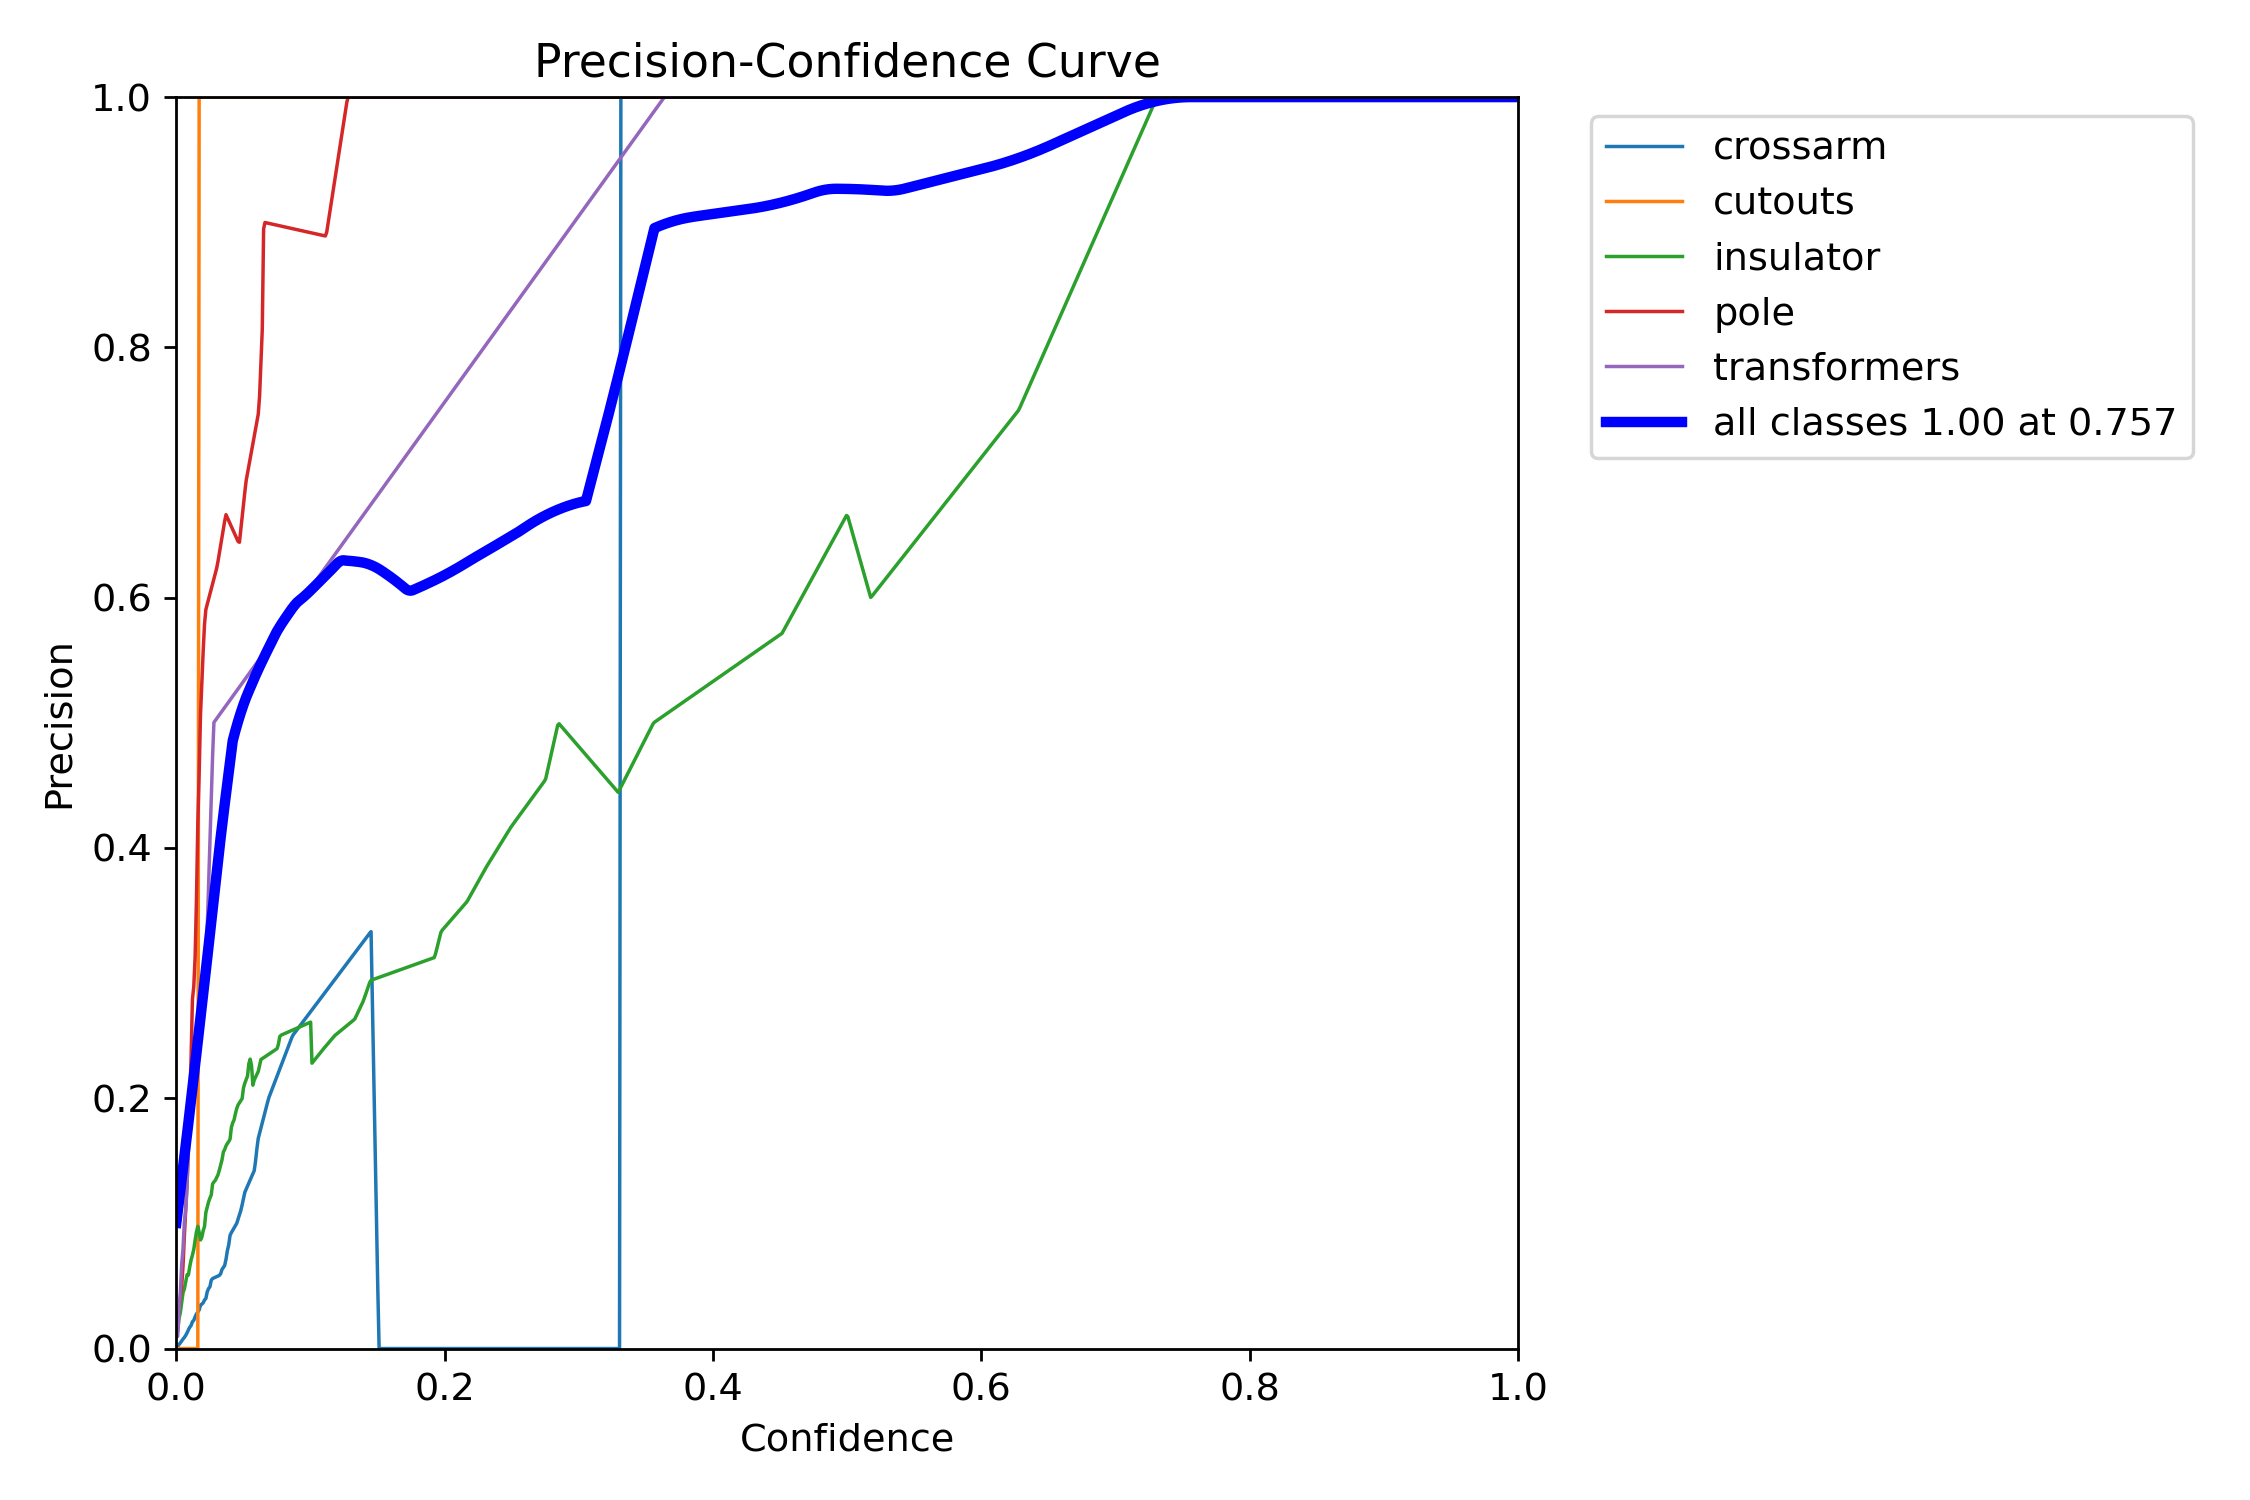 Precision-Confidence Curve
1.0
0.8
0.6
0.4
0.2
0.0
Precision
0.0 0.2 0.4 0.6 0.8 1.0
Confidence
crossarm
cutouts
insulator
pole
transformers
all classes 1.00 at 0.757